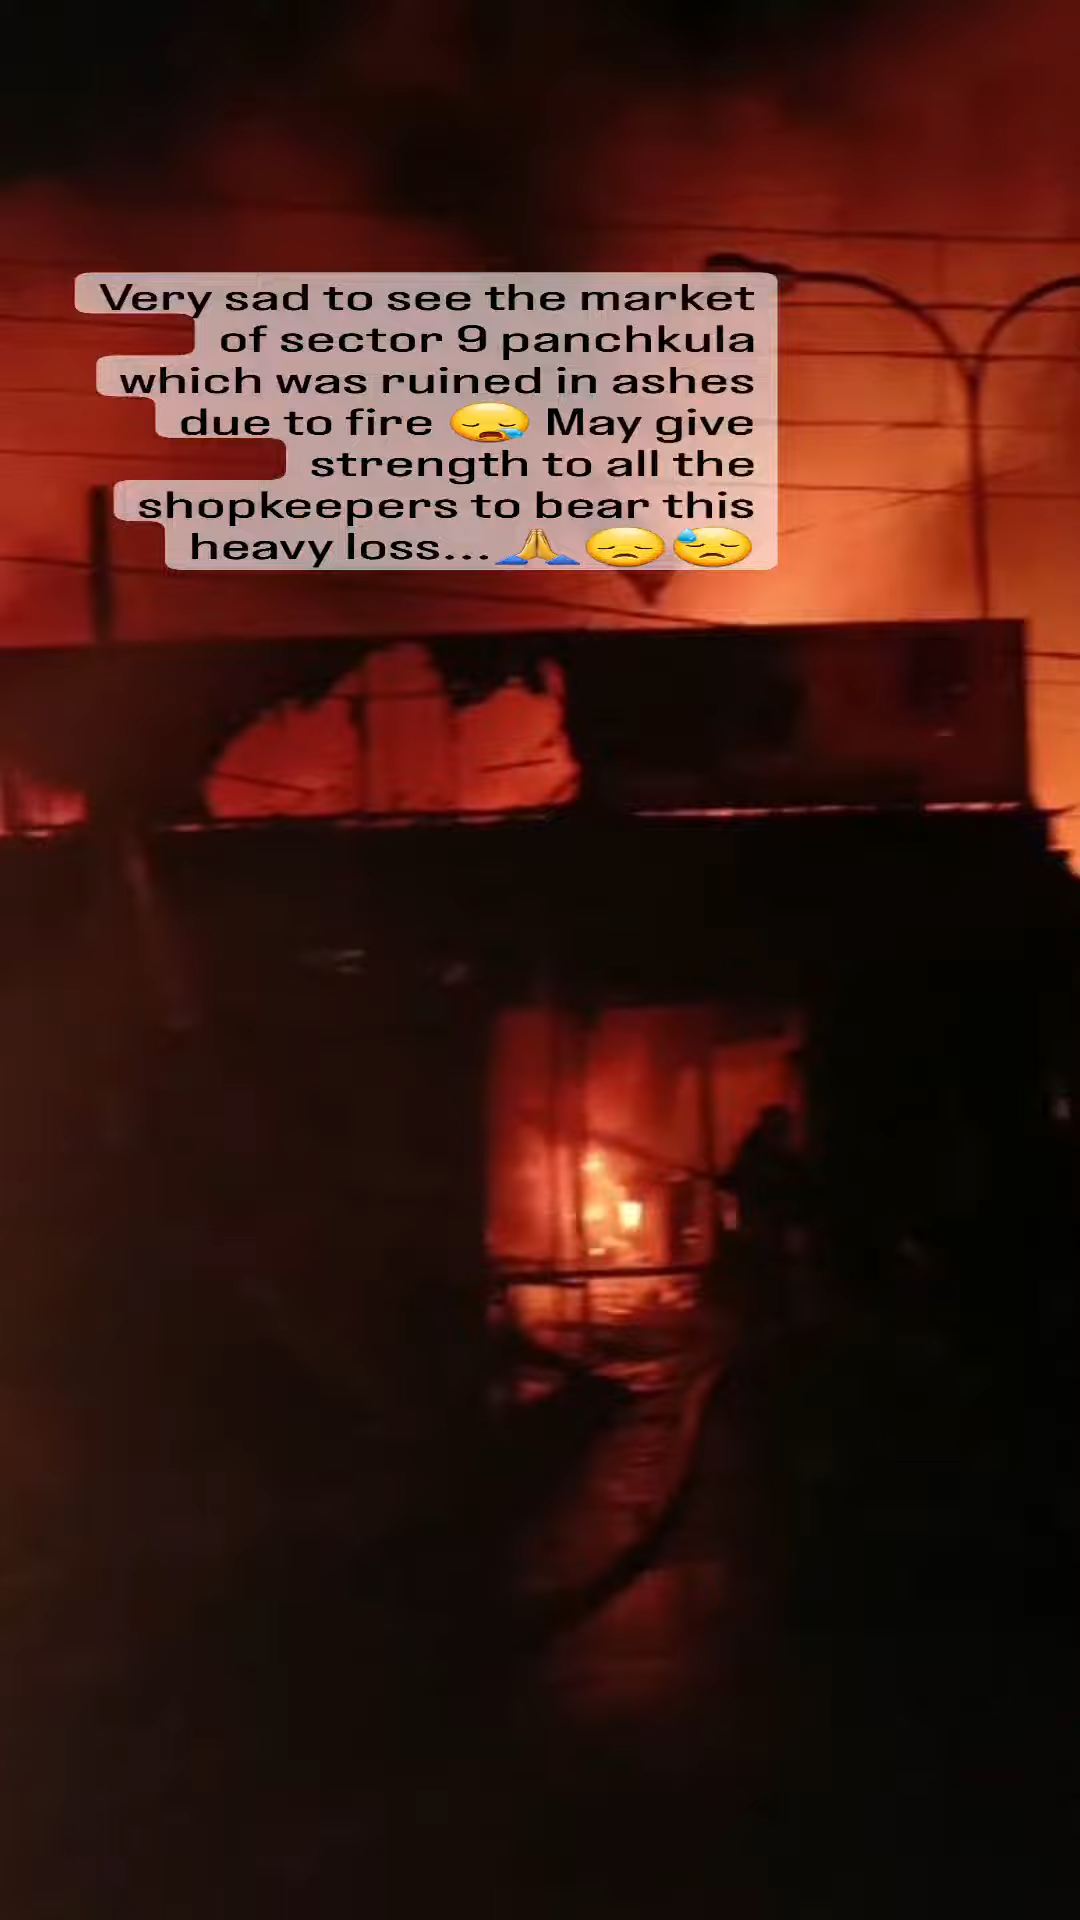 Very sad to see the market
of sector 9 panchkula
which was ruined in ashes
due to fire 😪 May give
strength to all the
shopkeepers to bear this
heavy loss...🙏😞😓